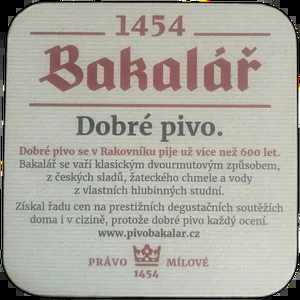 1454
Bakalář
Dobré pivo.
Dobré pivo se v Rakovníku pije už více než 600 let.
Bakalář se vaří klasickým dvourmutovým způsobem,
z českých sladů, žateckého chmele a vody
z vlastních hlubinných studní.
Získal řadu cen na prestižních degustačních soutěžích
doma i v cizině, protože dobré pivo každý ocení.
www.pivobakalar.cz
PRÁVO MÍLOVÉ
1454